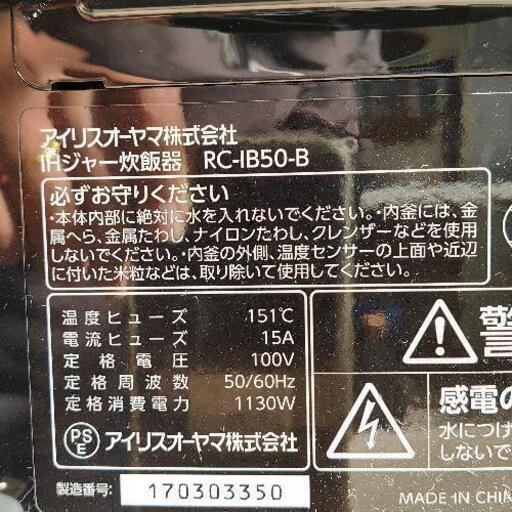 アイリスオーヤマ株式会社
IHジャー炊飯器 RC-IB50-B
必ずお守りください
・本体内部に絶対に水を入れないでください。・内釜には、金
属へら、金属たわし、ナイロンたわし、クレンザーなどを使用
しないでください。・内釜の外側、温度センサーの上面や近辺
に付いた米粒などは、取り除いて使用してください。
温度ヒューズ 151℃
電流ヒューズ 15A
定格電圧 100V
定格周波数 50/60Hz
定格消費電力 1130W
PSE アイリスオーヤマ株式会社
製造番号: 170303350
警
感電の
水につけ
しないで
MADE IN CHIN